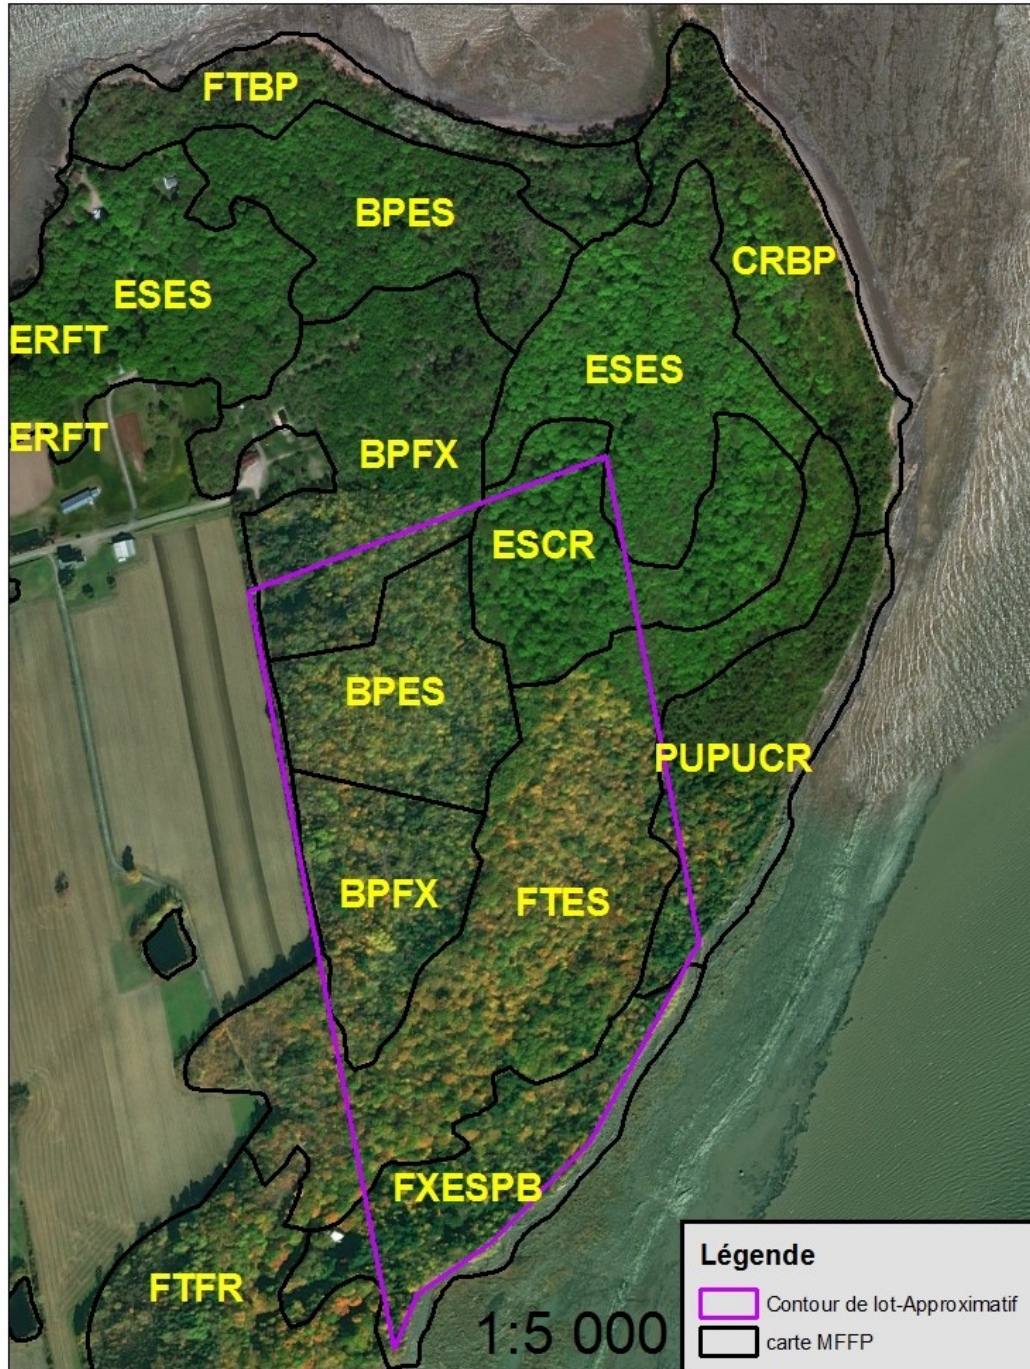 FTBP
BPES
CRBP
ESES
ERFT
ESES
ERFT
BPFX
ESCR
BPES
PUPUCR
BPFX
FTES
FXESPB
FTFR
1:5 000
Légende
Contour de lot-Approximatif
carte MFFP